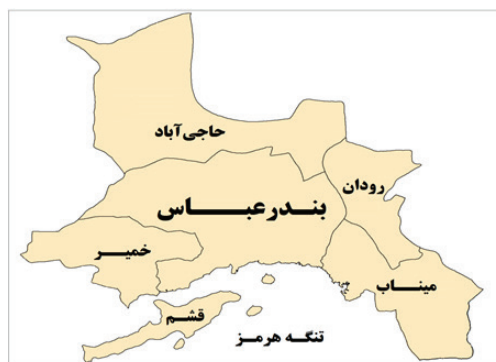 حاجی‌آباد
رودان
بندرعباس
خمیر
میناب
قشم
تنگه هرمز